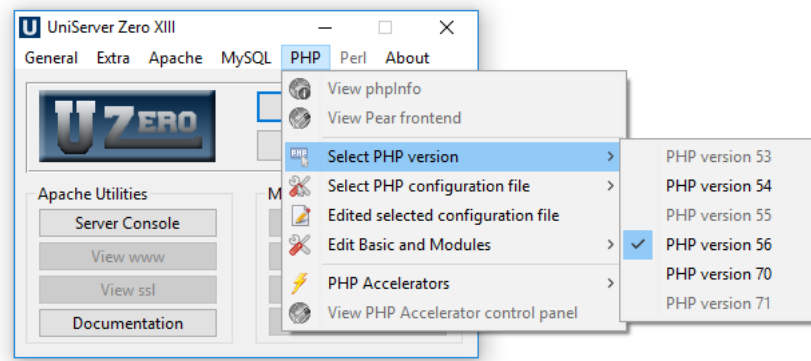 UniServer Zero XIII
General Extra Apache MySQL PHP Perl About
U ZERO
View phpInfo
View Pear frontend
Select PHP version
Select PHP configuration file
Edited selected configuration file
Edit Basic and Modules
PHP Accelerators
View PHP Accelerator control panel
PHP version 53
PHP version 54
PHP version 55
PHP version 56
PHP version 70
PHP version 71
Apache Utilities
Server Console
View www
View ssl
Documentation
M